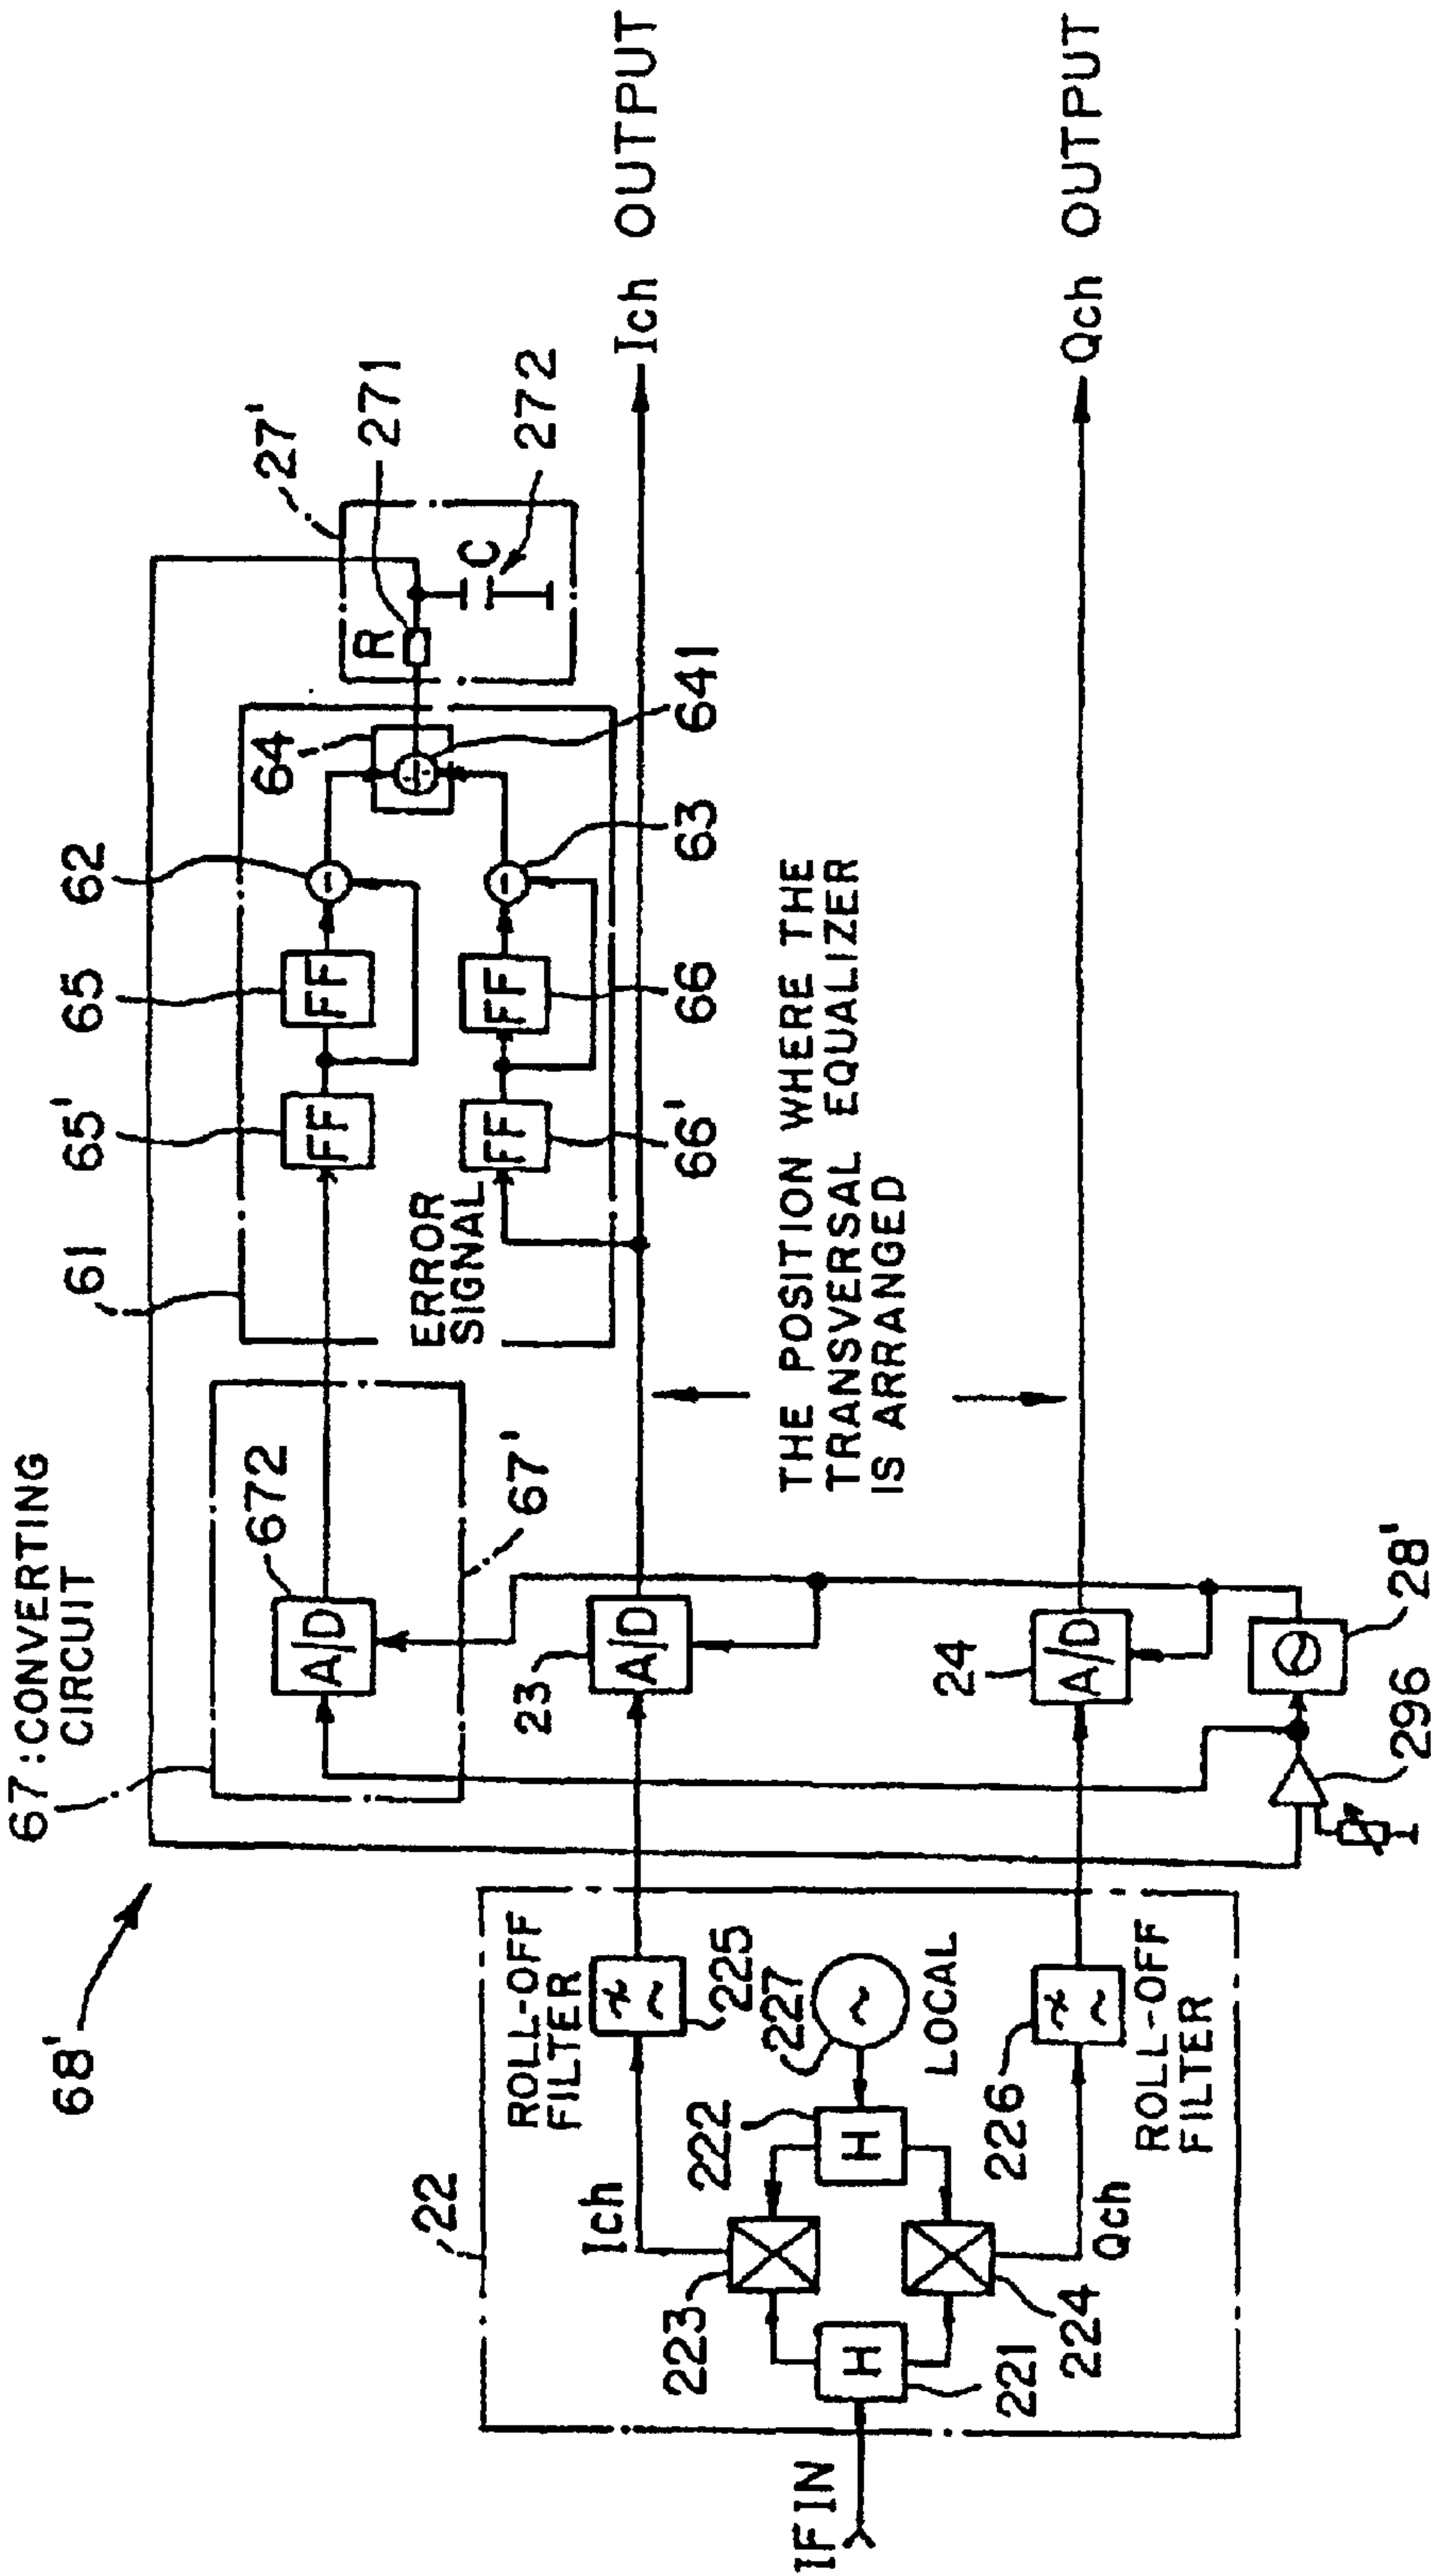 68'
67:CONVERTING
CIRCUIT
61
65'
65
62
27'
271
272
672
67'
A/D
FF
FF
-
64
÷
641
R
C
ERROR
SIGNAL
FF
FF
-
66'
66
63
22
Ich
ROLL-OFF
FILTER
225
23
A/D
Ich OUTPUT
223
222
H
227
~
LOCAL
IF IN
H
221
224
226
Qch
ROLL-OFF
FILTER
24
A/D
Qch OUTPUT
THE POSITION WHERE THE
TRANSVERSAL EQUALIZER
IS ARRANGED
296
28'